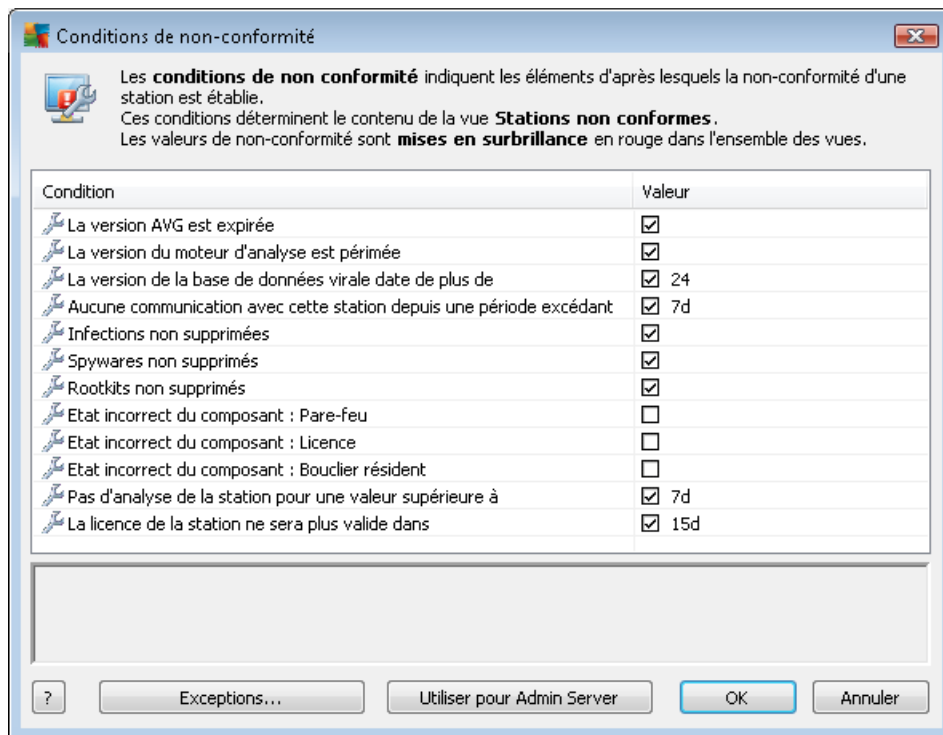 Conditions de non-conformité
Les conditions de non conformité indiquent les éléments d'après lesquels la non-conformité d'une
station est établie.
Ces conditions déterminent le contenu de la vue Stations non conformes.
Les valeurs de non-conformité sont mises en surbrillance en rouge dans l'ensemble des vues.
Condition Valeur
La version AVG est expirée
La version du moteur d'analyse est périmée
La version de la base de données virale date de plus de 24
Aucune communication avec cette station depuis une période excédant 7d
Infections non supprimées
Spywares non supprimés
Rootkits non supprimés
Etat incorrect du composant : Pare-feu
Etat incorrect du composant : Licence
Etat incorrect du composant : Bouclier résident
Pas d'analyse de la station pour une valeur supérieure à 7d
La licence de la station ne sera plus valide dans 15d
? Exceptions... Utiliser pour Admin Server OK Annuler